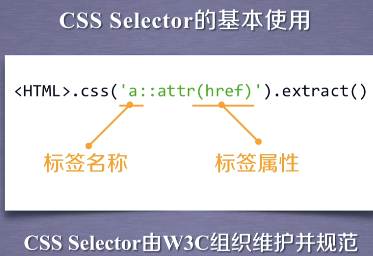 CSS Selector的基本使用
<HTML>.css('a::attr(href)').extract()
标签名称 标签属性
CSS Selector由W3C组织维护并规范